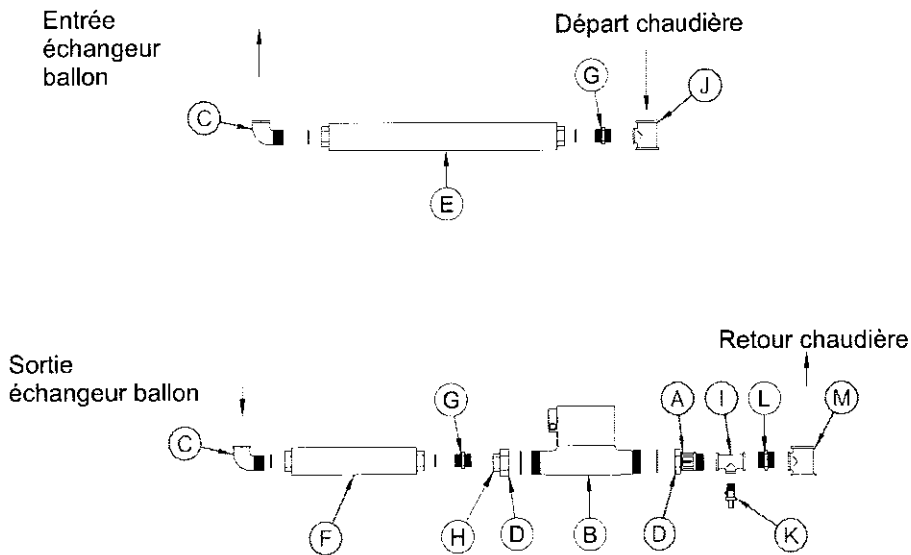 Entrée
échangeur
ballon
Départ chaudière
G
J
C
E
Retour chaudière
Sortie
échangeur ballon
G
A
I
L
M
C
F
H
D
B
D
K